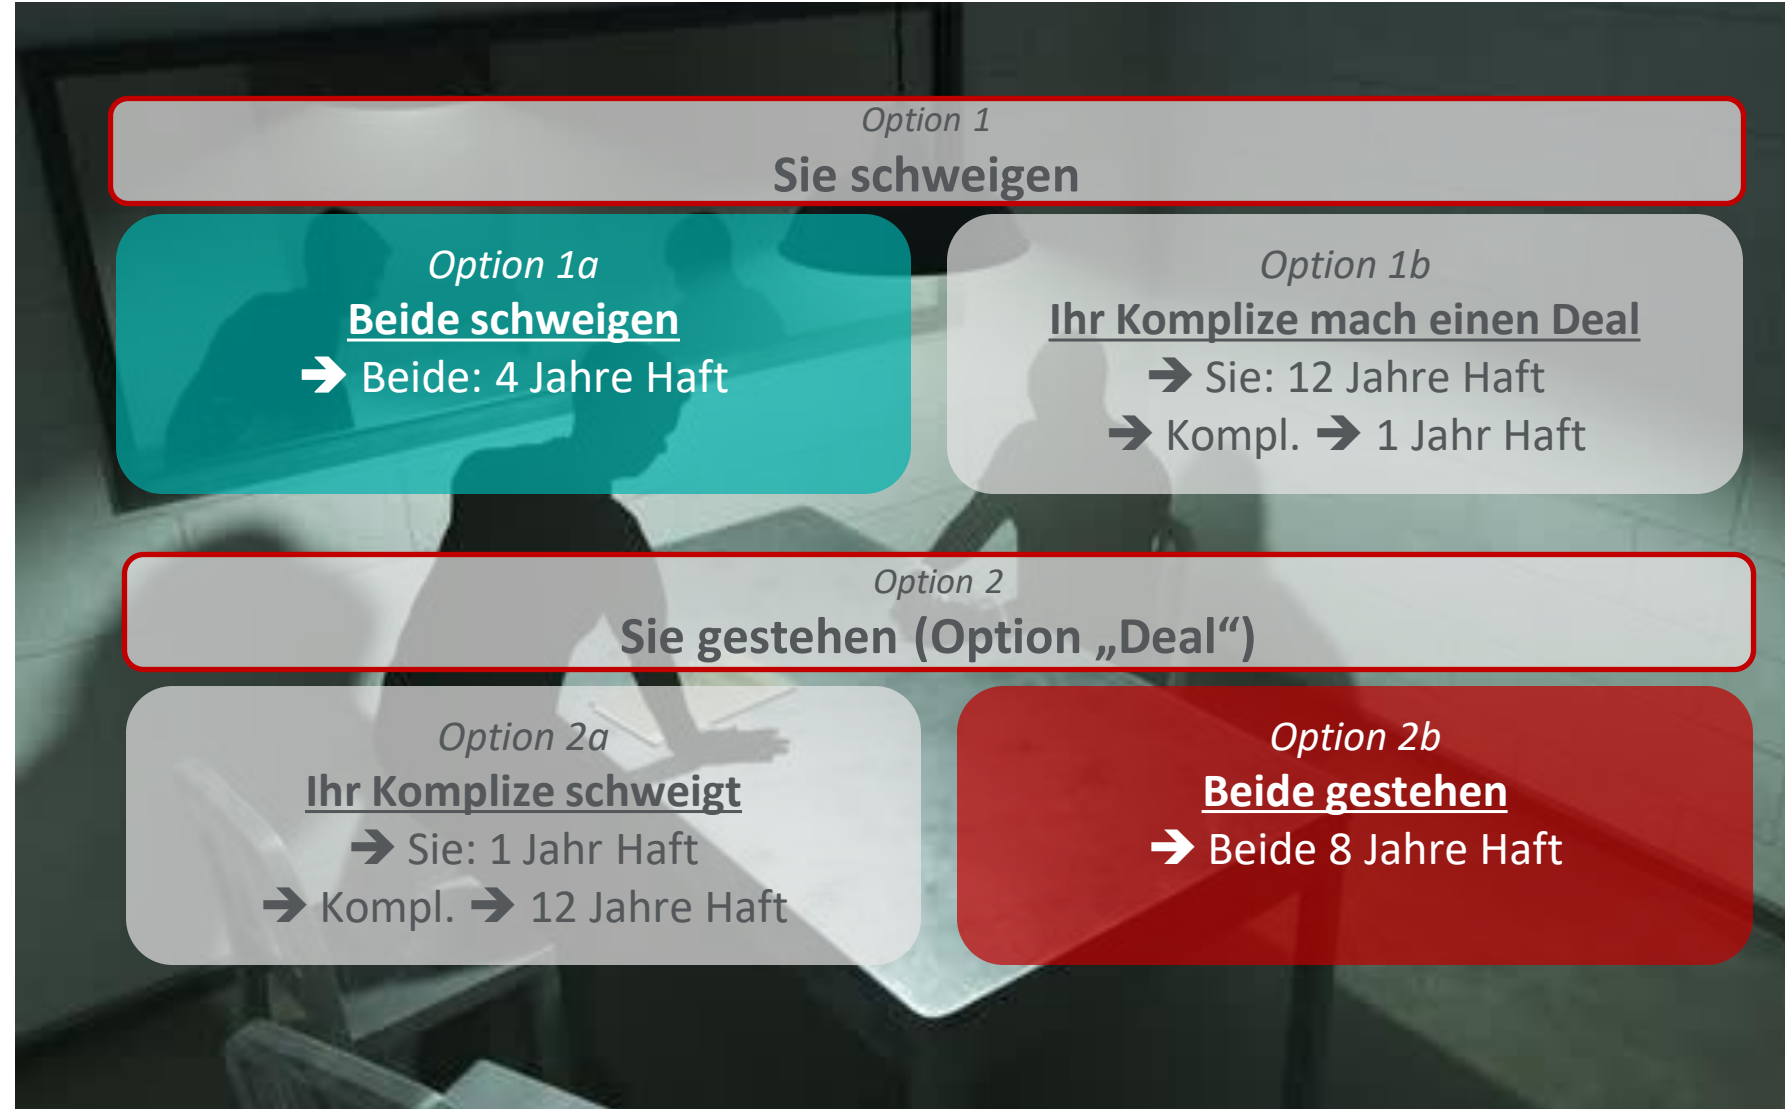 Option 1
Sie schweigen
Option 1a
Beide schweigen
➔ Beide: 4 Jahre Haft
Option 1b
Ihr Komplize mach einen Deal
➔ Sie: 12 Jahre Haft
➔ Kompl. ➔ 1 Jahr Haft
Option 2
Sie gestehen (Option „Deal“)
Option 2a
Ihr Komplize schweigt
➔ Sie: 1 Jahr Haft
➔ Kompl. ➔ 12 Jahre Haft
Option 2b
Beide gestehen
➔ Beide 8 Jahre Haft